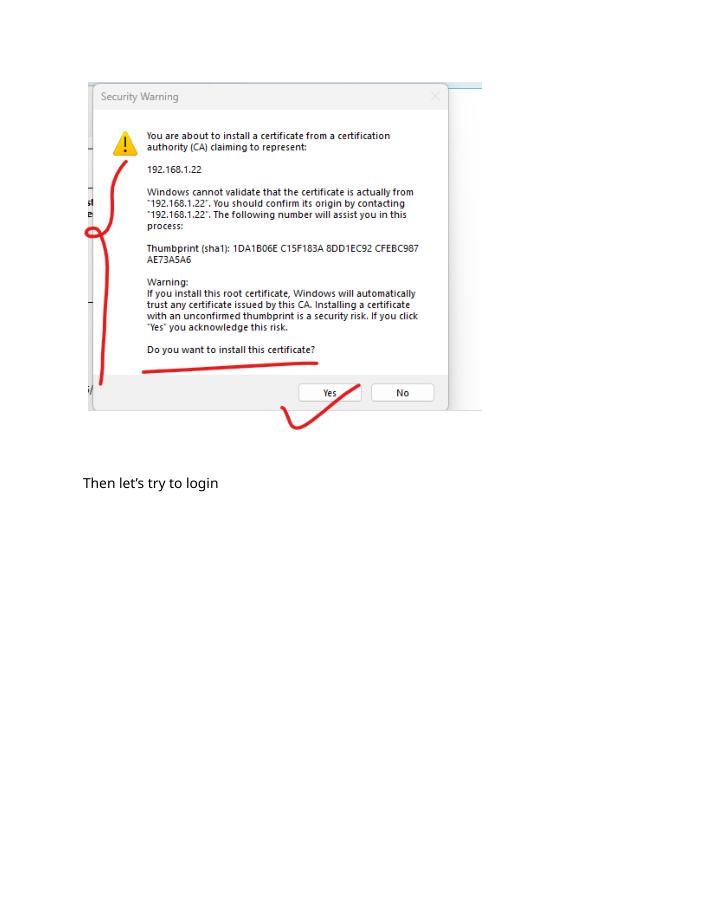 Security Warning
You are about to install a certificate from a certification
authority (CA) claiming to represent:
192.168.1.22
Windows cannot validate that the certificate is actually from
"192.168.1.22". You should confirm its origin by contacting
"192.168.1.22". The following number will assist you in this
process:
Thumbprint (sha1): 1DA1B06E C15F183A 8DD1EC92 CFEBC987
AE73A5A6
Warning:
If you install this root certificate, Windows will automatically
trust any certificate issued by this CA. Installing a certificate
with an unconfirmed thumbprint is a security risk. If you click
"Yes" you acknowledge this risk.
Do you want to install this certificate?
Yes No
Then let's try to login